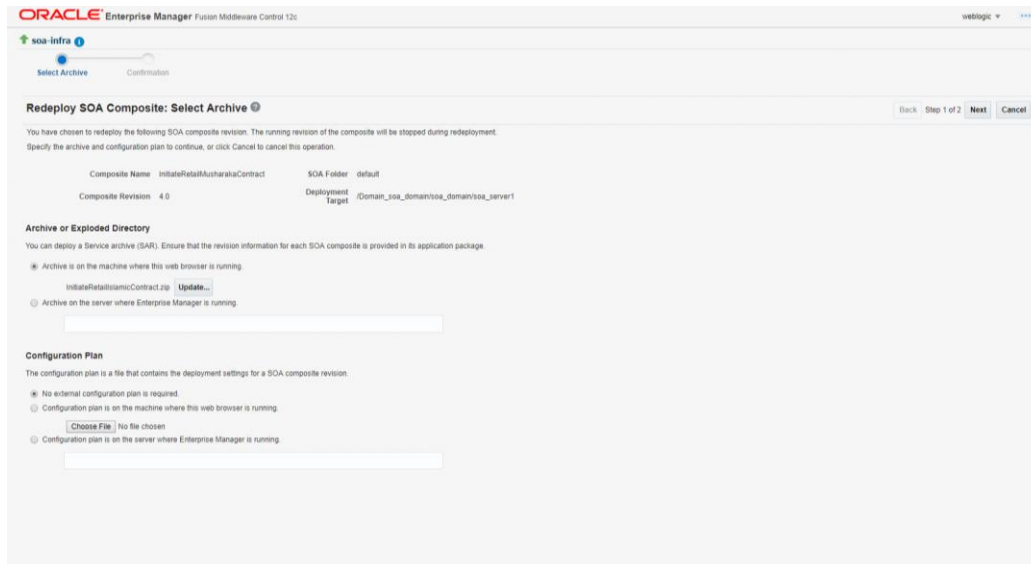 ORACLE Enterprise Manager Fusion Middleware Control 12c
weblogic
soa-infra
Select Archive Confirmation
Redeploy SOA Composite: Select Archive
Back Step 1 of 2 Next Cancel
You have chosen to redeploy the following SOA composite revision. The running revision of the composite will be stopped during redeployment.
Specify the archive and configuration plan to continue, or click Cancel to cancel this operation.
Composite Name InitiateRetailMusharakaContract SOA Folder default
Composite Revision 4.0 Deployment Target /Domain_soa_domain/soa_domain/soa_server1
Archive or Exploded Directory
You can deploy a Service archive (SAR). Ensure that the revision information for each SOA composite is provided in its application package.
Archive is on the machine where this web browser is running.
InitiateRetailIslamicContract.zip Update...
Archive on the server where Enterprise Manager is running.
Configuration Plan
The configuration plan is a file that contains the deployment settings for a SOA composite revision.
No external configuration plan is required.
Configuration plan is on the machine where this web browser is running.
Choose File No file chosen
Configuration plan is on the server where Enterprise Manager is running.